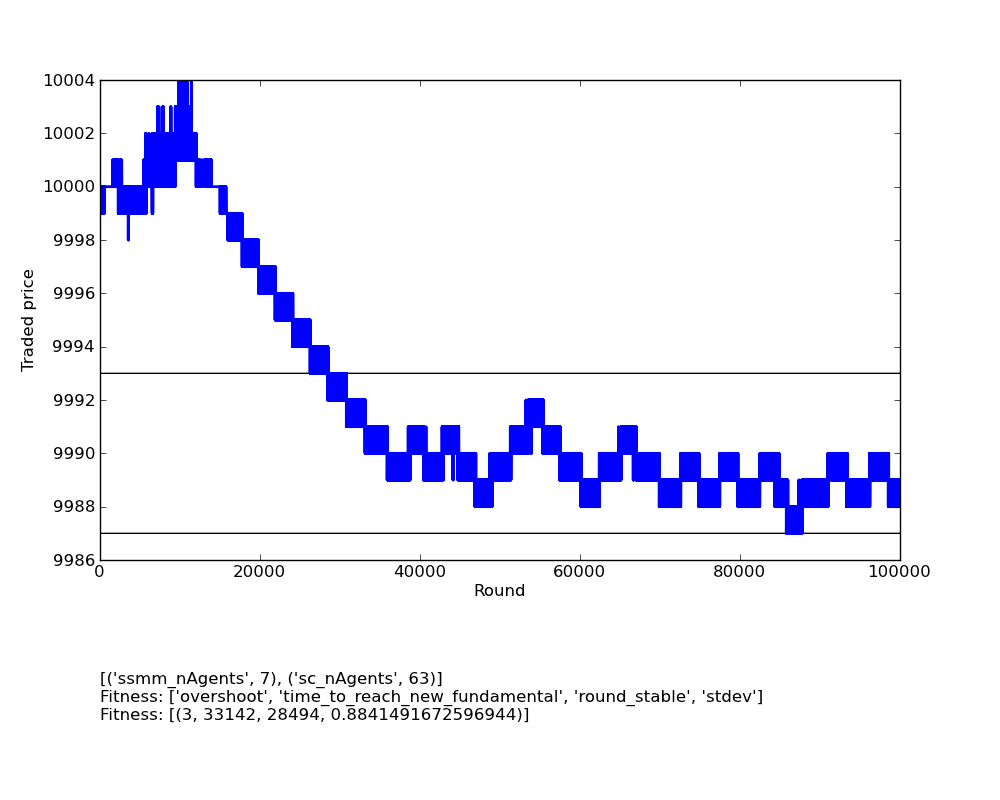 10004
10002
10000
9998
9996
9994
9992
9990
9988
9986
Traded price
0 20000 40000 60000 80000 100000
Round
[('ssmm_nAgents', 7), ('sc_nAgents', 63)]
Fitness: ['overshoot', 'time_to_reach_new_fundamental', 'round_stable', 'stdev']
Fitness: [(3, 33142, 28494, 0.8841491672596944)]